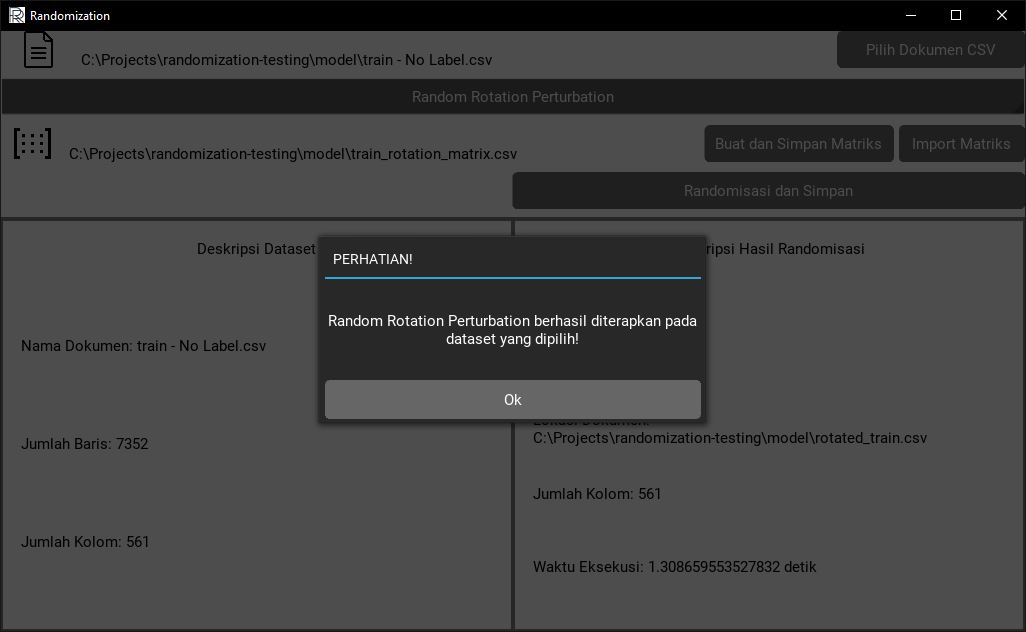 Randomization
C:\Projects\randomization-testing\model\train - No Label.csv
Pilih Dokumen CSV
Random Rotation Perturbation
C:\Projects\randomization-testing\model\train_rotation_matrix.csv
Buat dan Simpan Matriks
Import Matriks
Randomisasi dan Simpan
Deskripsi Dataset
ripsi Hasil Randomisasi
PERHATIAN!
Random Rotation Perturbation berhasil diterapkan pada
dataset yang dipilih!
Ok
Nama Dokumen: train - No Label.csv
Jumlah Baris: 7352
Jumlah Kolom: 561
C:\Projects\randomization-testing\model\rotated_train.csv
Jumlah Kolom: 561
Waktu Eksekusi: 1.308659553527832 detik